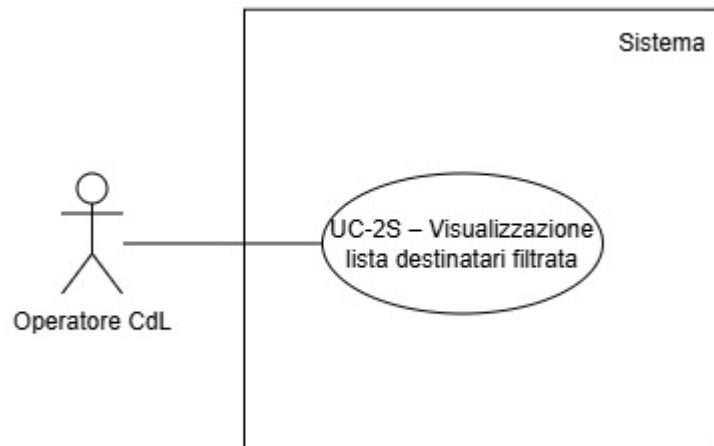 Sistema
UC-2S – Visualizzazione
lista destinatari filtrata
Operatore CdL